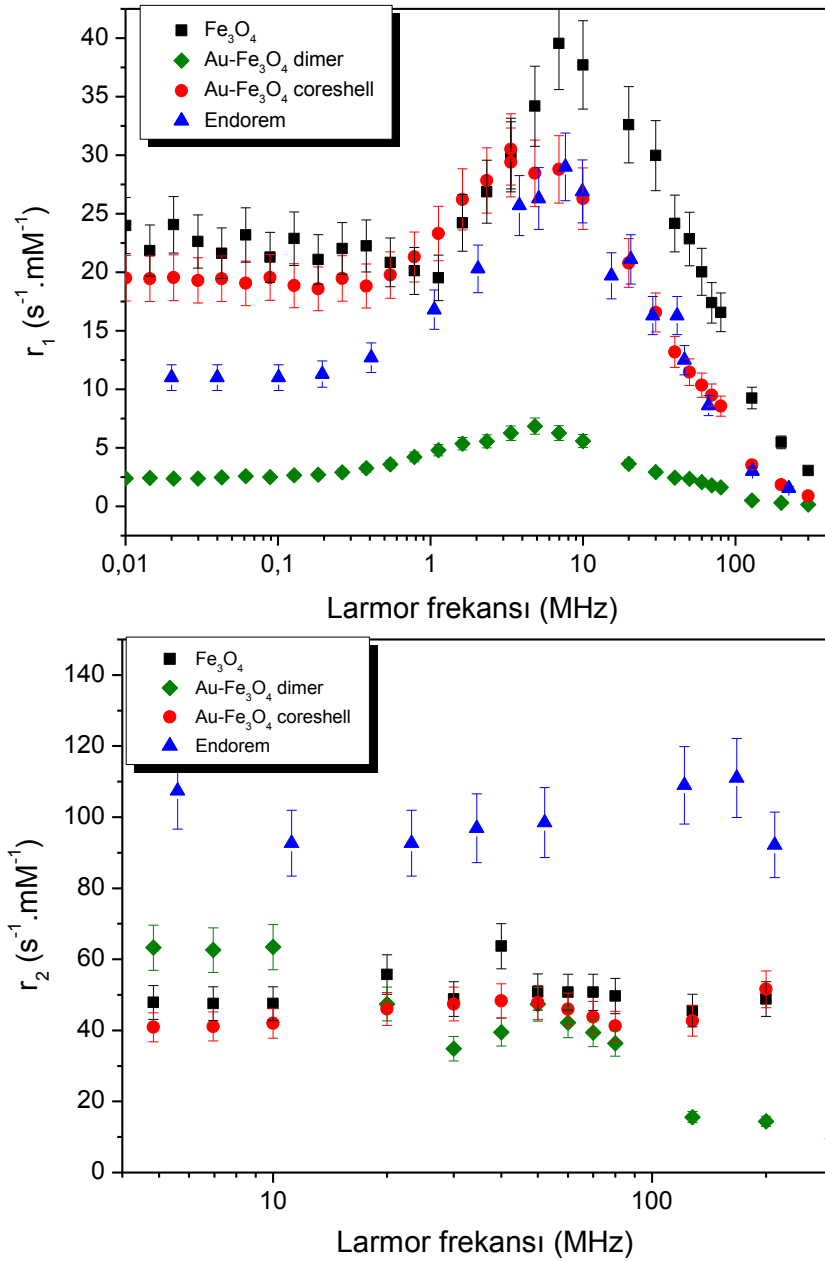 40
35
30
25
20
15
10
5
0
r₁ (s⁻¹.mM⁻¹)
Fe₃O₄
Au-Fe₃O₄ dimer
Au-Fe₃O₄ coreshell
Endorem
0,01 0,1 1 10 100
Larmor frekansı (MHz)
140
120
100
80
60
40
20
0
r₂ (s⁻¹.mM⁻¹)
Fe₃O₄
Au-Fe₃O₄ dimer
Au-Fe₃O₄ coreshell
Endorem
10 100
Larmor frekansı (MHz)